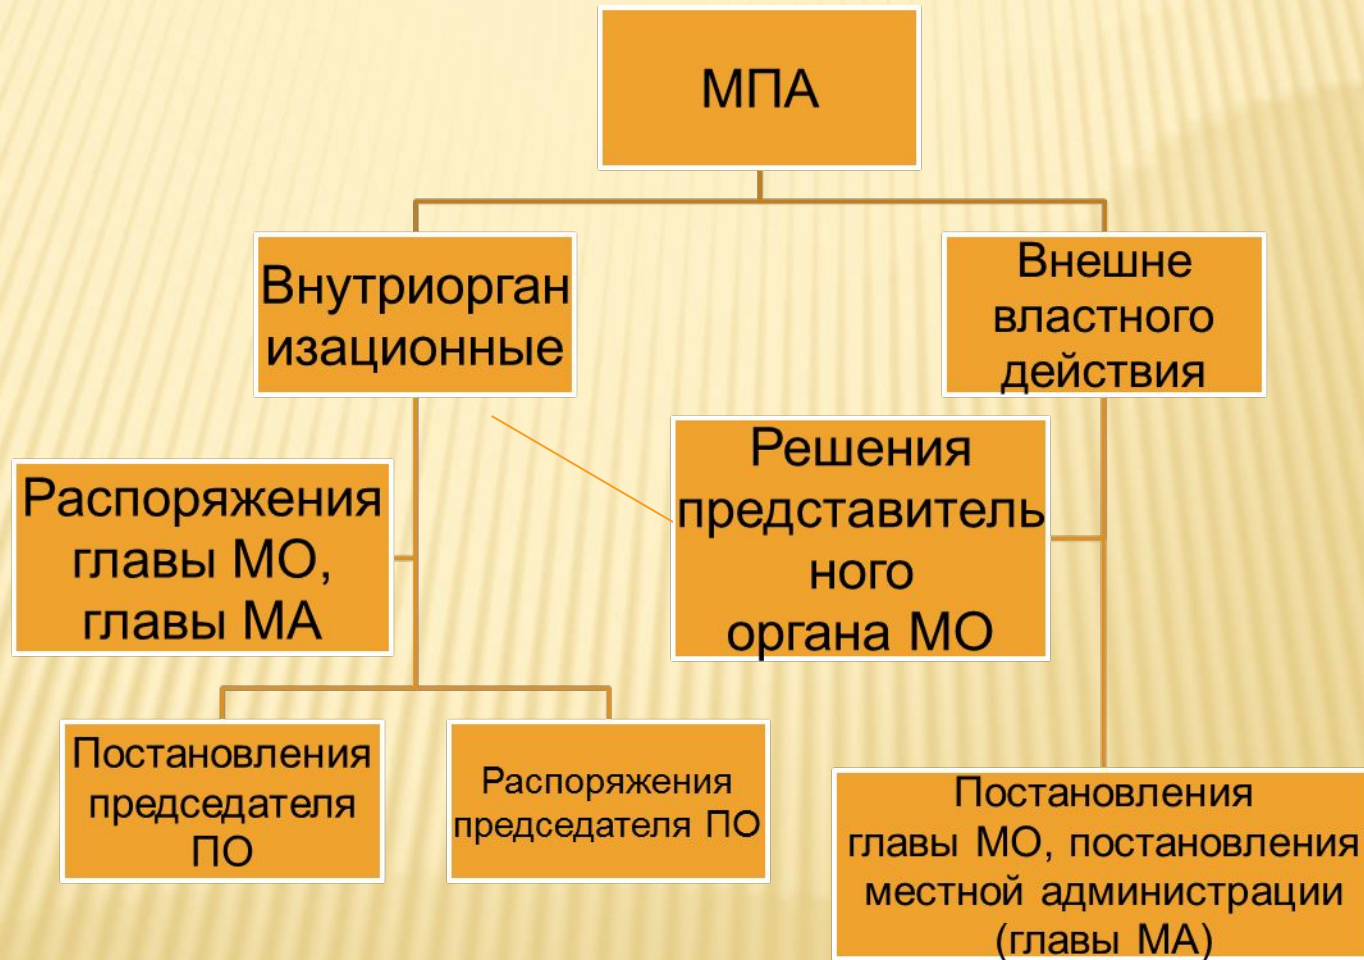 МПА
Внутриорган
изационные
Внешне
властного
действия
Распоряжения
главы МО,
главы МА
Решения
представитель
ного
органа МО
Постановления
председателя
ПО
Распоряжения
председателя ПО
Постановления
главы МО, постановления
местной администрации
(главы МА)